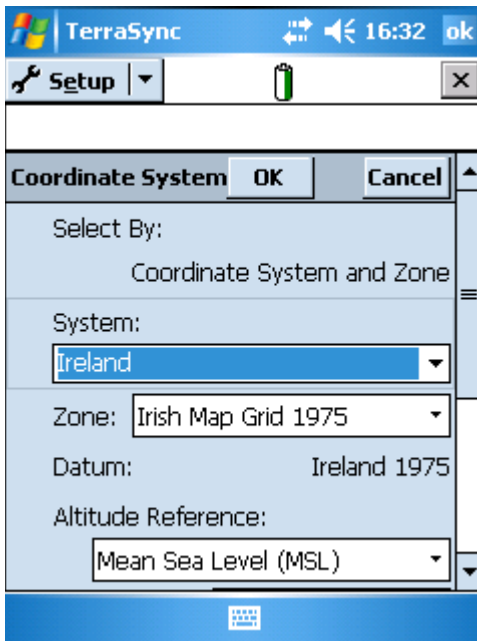 TerraSync 16:32 ok
Setup
Coordinate System OK Cancel
Select By:
Coordinate System and Zone
System:
Ireland
Zone: Irish Map Grid 1975
Datum: Ireland 1975
Altitude Reference:
Mean Sea Level (MSL)